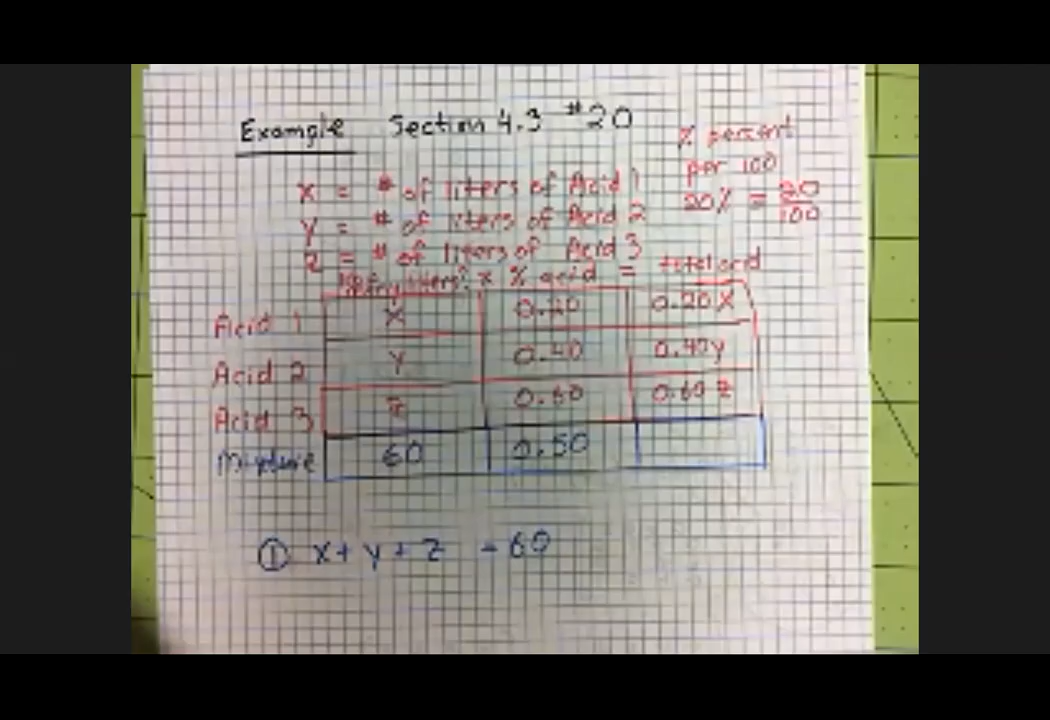 Example Section 4.3 #20
% percent
per 100
20% = 20/100
X = # of liters of Acid 1
Y = # of liters of Acid 2
Z = # of liters of Acid 3
liters? x % acid = total acid
Acid 1 X 0.20 0.20X
Acid 2 Y 0.40 0.40y
Acid 3 Z 0.60 0.60 Z
Mixture 60 0.50
① x + y + z = 60